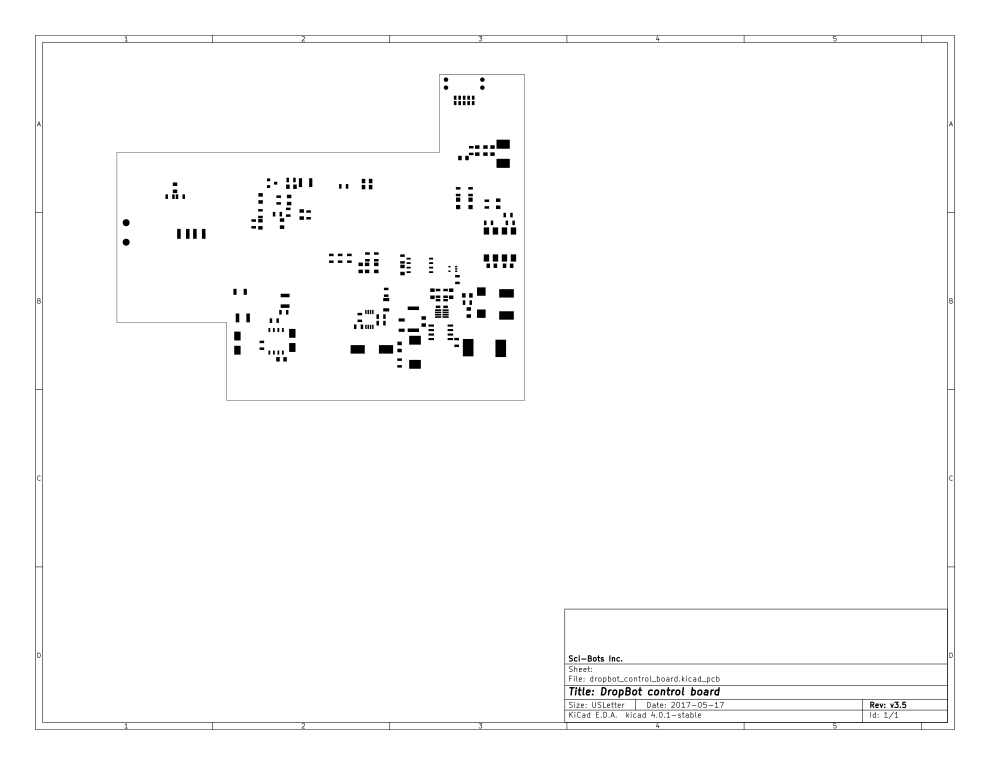 1 2 3 4 5
A A
B B
C C
D D
Sci-Bots Inc.
Sheet:
File: dropbot_control_board.kicad_pcb
Title: DropBot control board
Size: USLetter Date: 2017-05-17 Rev: v3.5
KiCad E.D.A. kicad 4.0.1-stable Id: 1/1
1 2 3 4 5